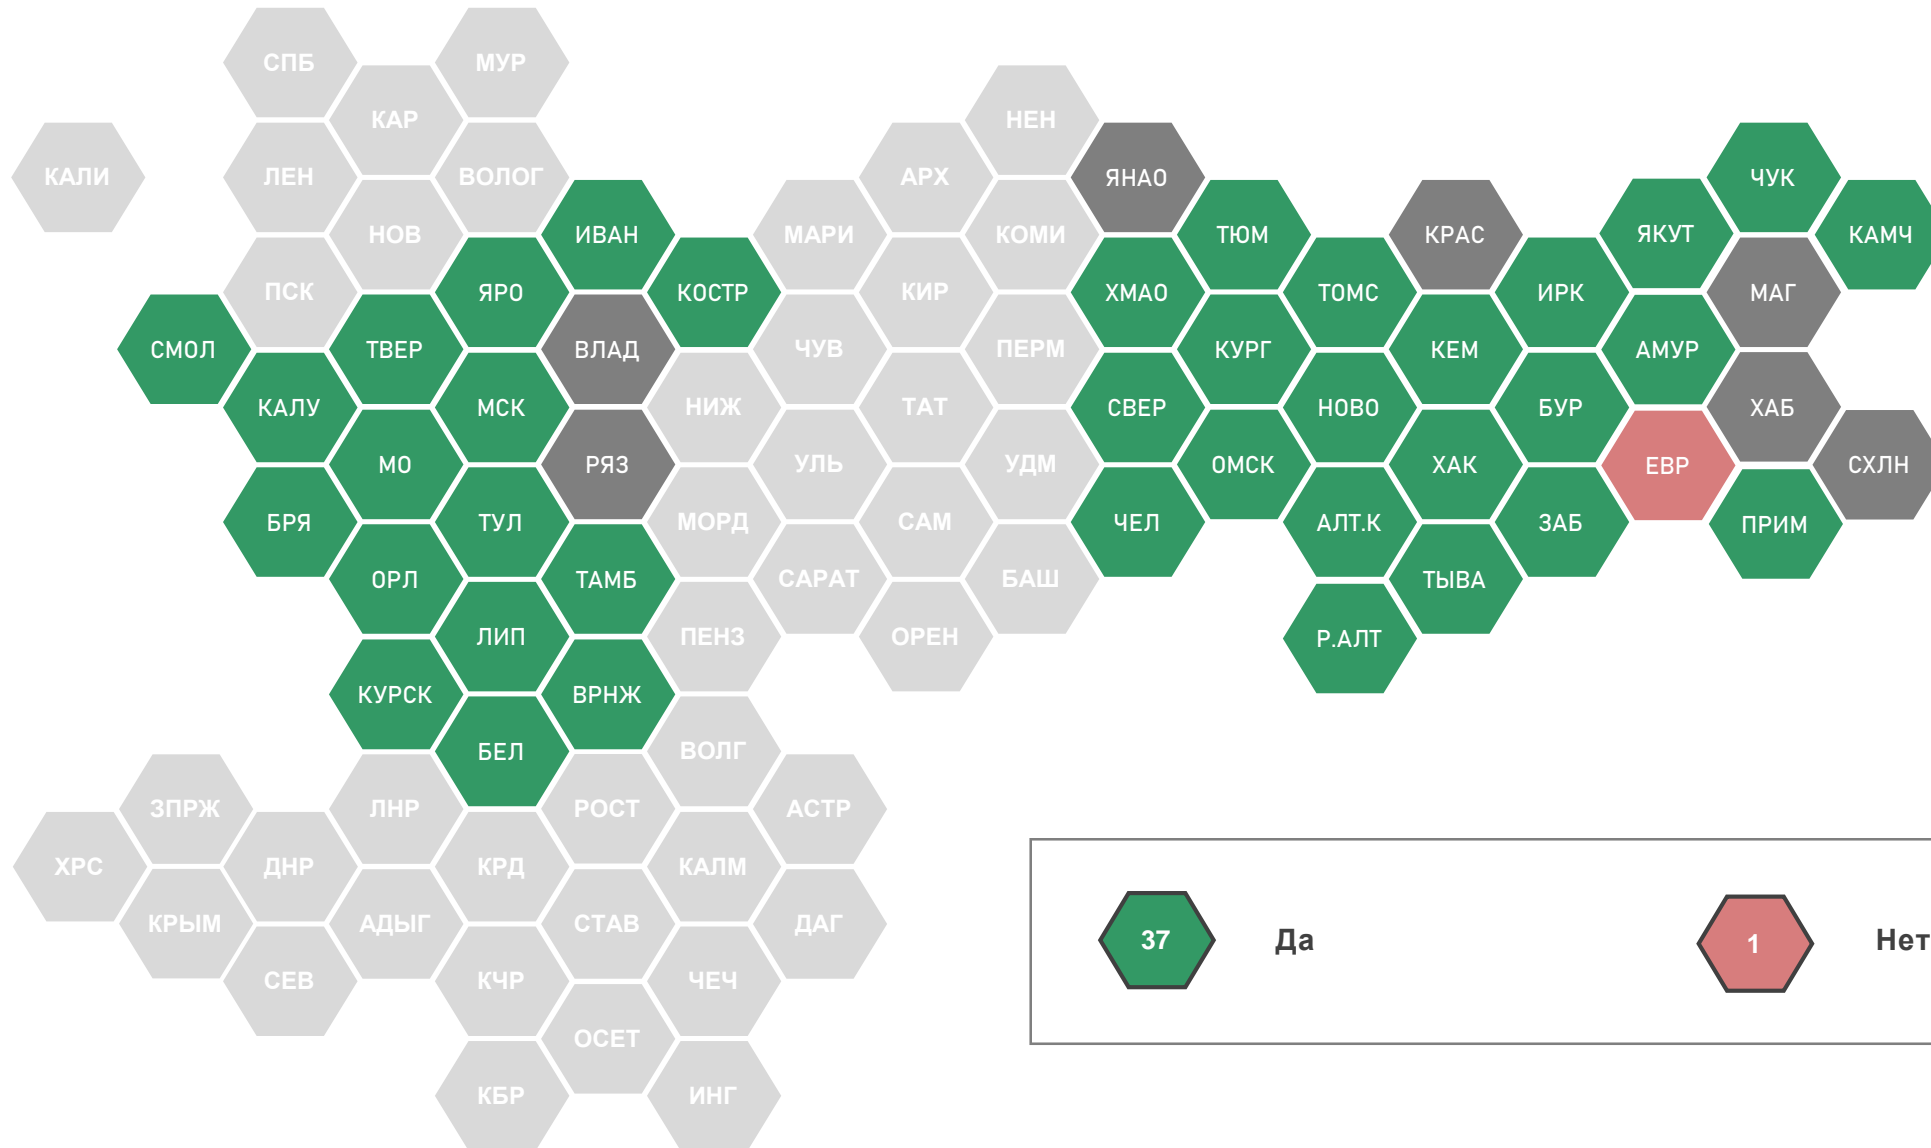 СПБ
МУР
КАР
НЕН
КАЛИ
ЛЕН
ВОЛОГ
АРХ
ЯНАО
ЧУК
НОВ
ИВАН
МАРИ
КОМИ
ТЮМ
КРАС
ЯКУТ
КАМЧ
ПСК
ЯРО
КОСТР
КИР
ХМАО
ТОМС
ИРК
МАГ
СМОЛ
ТВЕР
ВЛАД
ЧУВ
ПЕРМ
КУРГ
КЕМ
АМУР
КАЛУ
МСК
НИЖ
ТАТ
СВЕР
НОВО
БУР
ХАБ
МО
РЯЗ
УЛЬ
УДМ
ОМСК
ХАК
ЕВР
СХЛН
БРЯ
ТУЛ
МОРД
САМ
ЧЕЛ
АЛТ.К
ЗАБ
ПРИМ
ОРЛ
ТАМБ
САРАТ
БАШ
ТЫВА
ЛИП
ПЕНЗ
ОРЕН
Р.АЛТ
КУРСК
ВРНЖ
БЕЛ
ВОЛГ
ЗПРЖ
ЛНР
РОСТ
АСТР
ХРС
ДНР
КРД
КАЛМ
КРЫМ
АДЫГ
СТАВ
ДАГ
СЕВ
КЧР
ЧЕЧ
ОСЕТ
КБР
ИНГ
37 Да
1 Нет